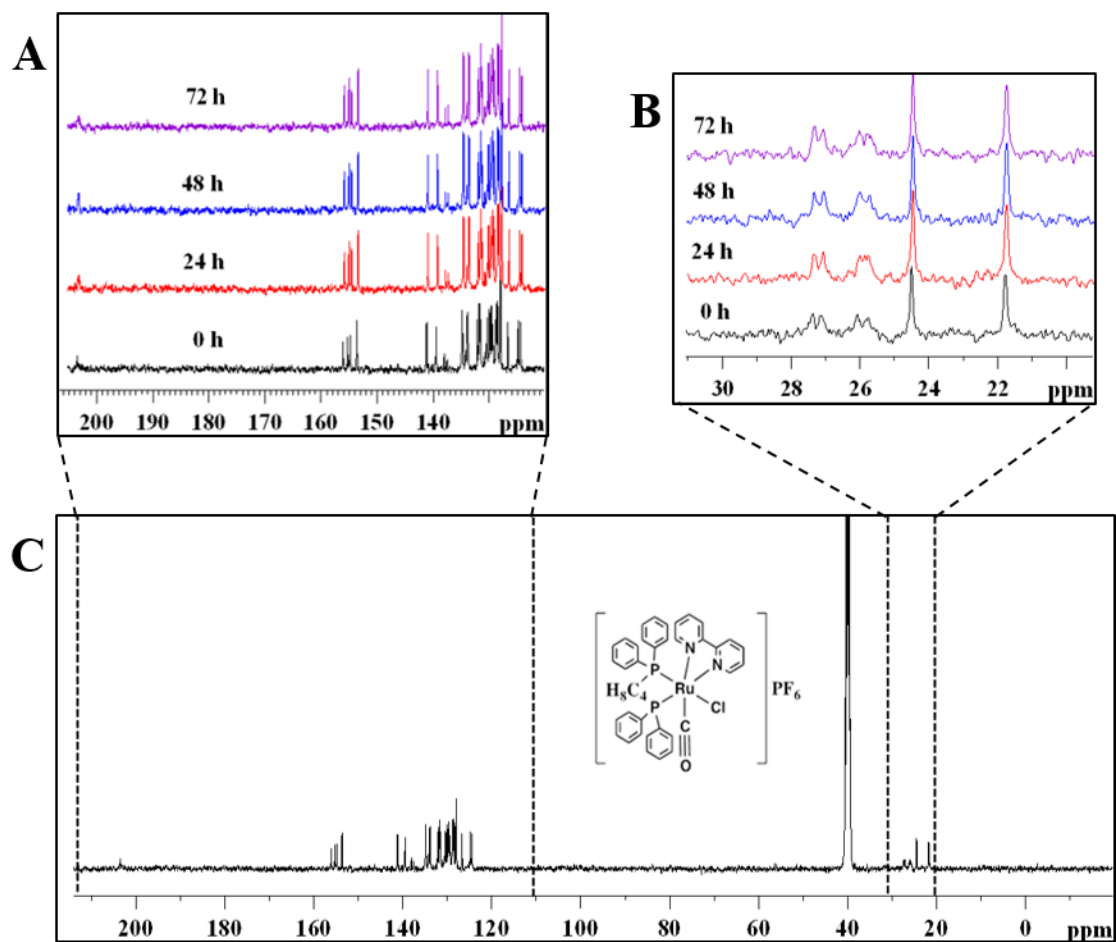 A
72 h
48 h
24 h
0 h
200 190 180 170 160 150 140 ppm
B
72 h
48 h
24 h
0 h
30 28 26 24 22 ppm
C
P
N
N
H₈C₄
Ru
Cl
PF₆
P
C
O
200 180 160 140 120 100 80 60 40 20 0 ppm